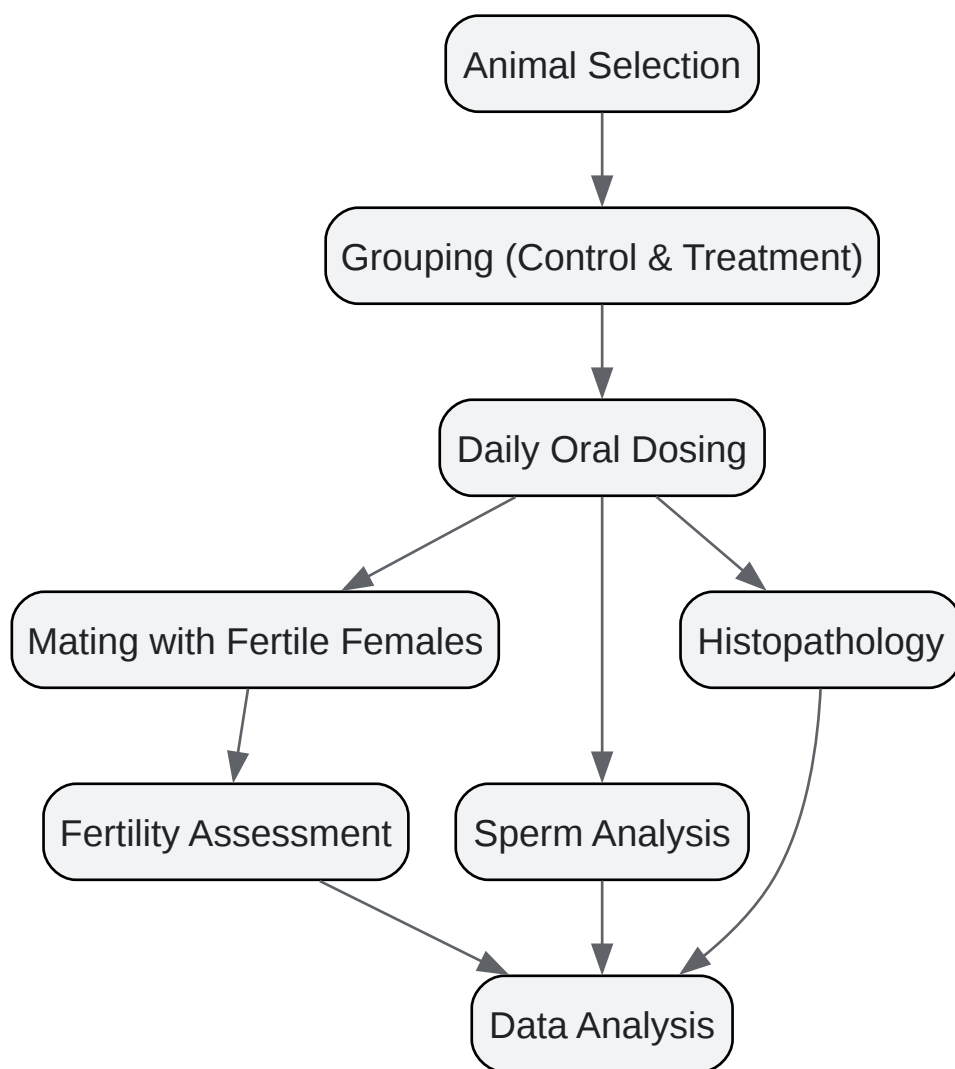 Animal Selection
Grouping (Control & Treatment)
Daily Oral Dosing
Mating with Fertile Females
Histopathology
Fertility Assessment
Sperm Analysis
Data Analysis